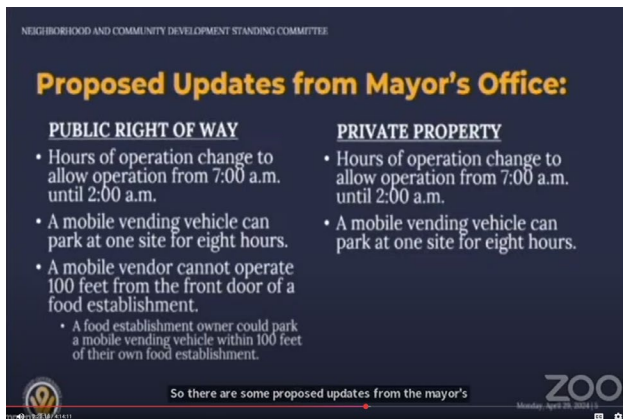 NEIGHBORHOOD AND COMMUNITY DEVELOPMENT STANDING COMMITTEE
Proposed Updates from Mayor's Office:
PUBLIC RIGHT OF WAY
• Hours of operation change to
allow operation from 7:00 a.m.
until 2:00 a.m.
• A mobile vending vehicle can
park at one site for eight hours.
• A mobile vendor cannot operate
100 feet from the front door of a
food establishment.
• A food establishment owner could park
a mobile vending vehicle within 100 feet
of their own food establishment.
PRIVATE PROPERTY
• Hours of operation change to
allow operation from 7:00 a.m.
until 2:00 a.m.
• A mobile vending vehicle can
park at one site for eight hours.
So there are some proposed updates from the mayor's
ZOO
Monday, April 29, 2024 | 5